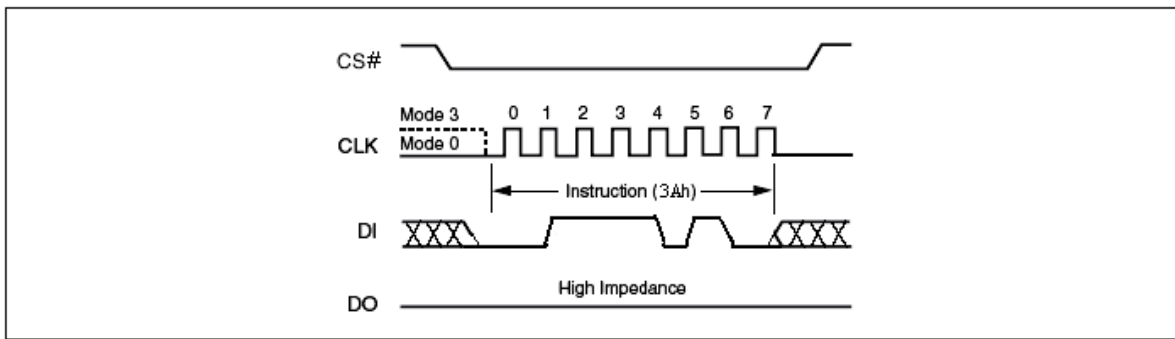 CS#
Mode 3 0 1 2 3 4 5 6 7
CLK Mode 0
Instruction (3Ah)
DI
High Impedance
DO